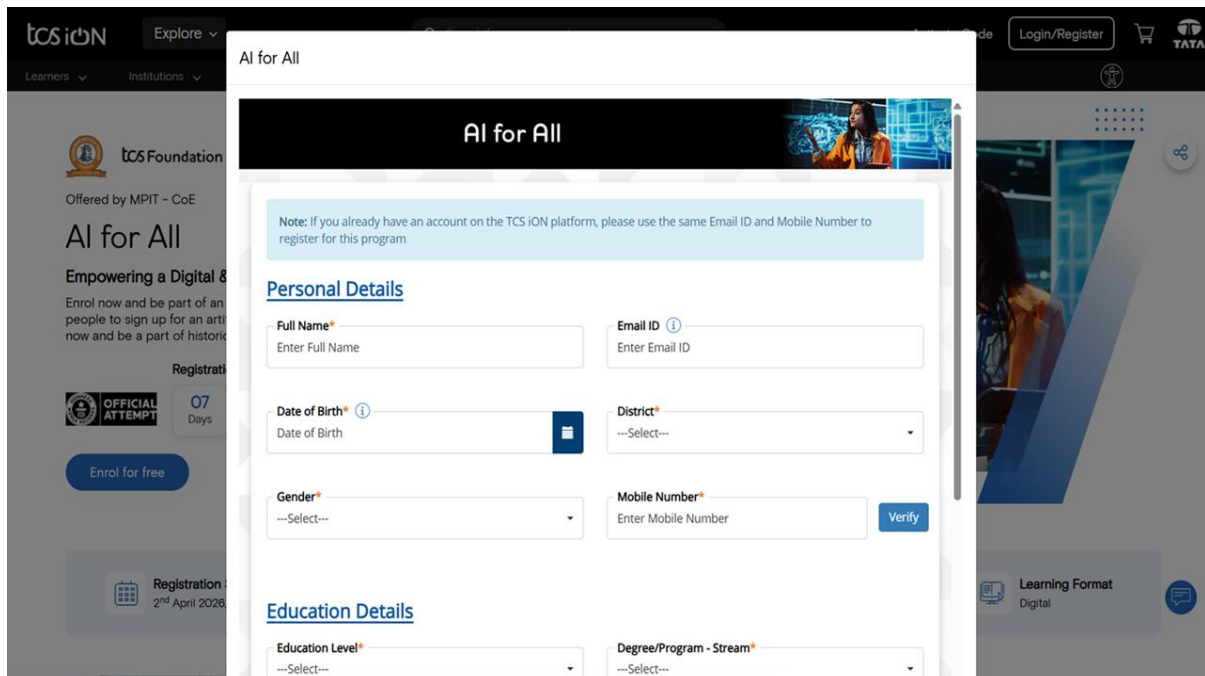 tcs iON
Explore
Code
Login/Register
TATA
Learners
Institutions
tcs Foundation
Offered by MPIT - CoE
AI for All
Empowering a Digital &
Enrol now and be part of an
people to sign up for an
now and be a part of
OFFICIAL
ATTEMPT
07
Days
Enrol for free
Registration
2nd April 2026,
AI for All
AI for All
Note: If you already have an account on the TCS iON platform, please use the same Email ID and Mobile Number to
register for this program
Personal Details
Full Name*
Enter Full Name
Email ID
Enter Email ID
Date of Birth*
Date of Birth
District*
---Select---
Gender*
---Select---
Mobile Number*
Enter Mobile Number
Verify
Education Details
Education Level*
---Select---
Degree/Program - Stream*
---Select---
Learning Format
Digital